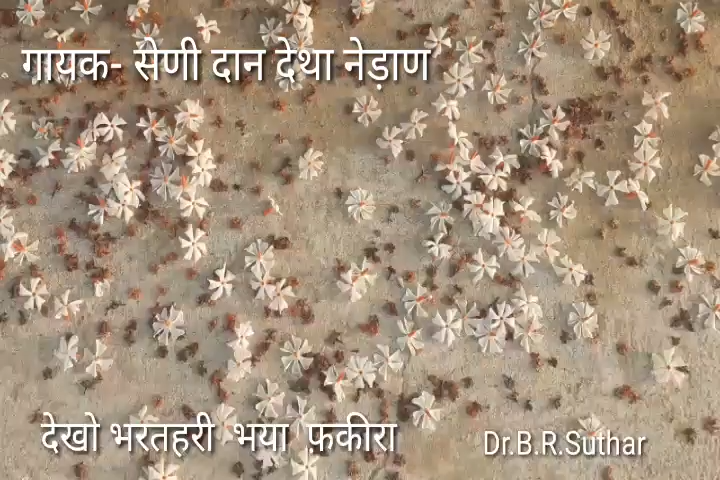 गायक- सेणी दान देथा नेड़ाण
देखो भरतहरी भया फ़कीरा
Dr.B.R.Suthar